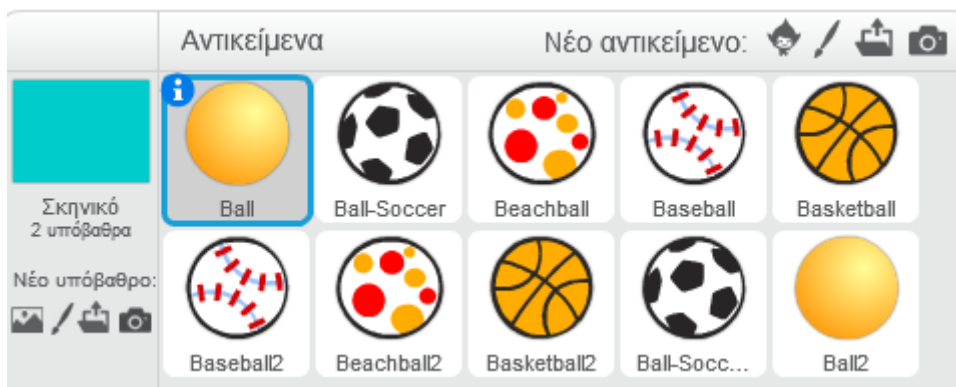 Αντικείμενα
Νέο αντικείμενο:
Ball
Ball-Soccer
Beachball
Baseball
Basketball
Σκηνικό
2 υπόβαθρα
Νέο υπόβαθρο:
Baseball2
Beachball2
Basketball2
Ball-Socc...
Ball2